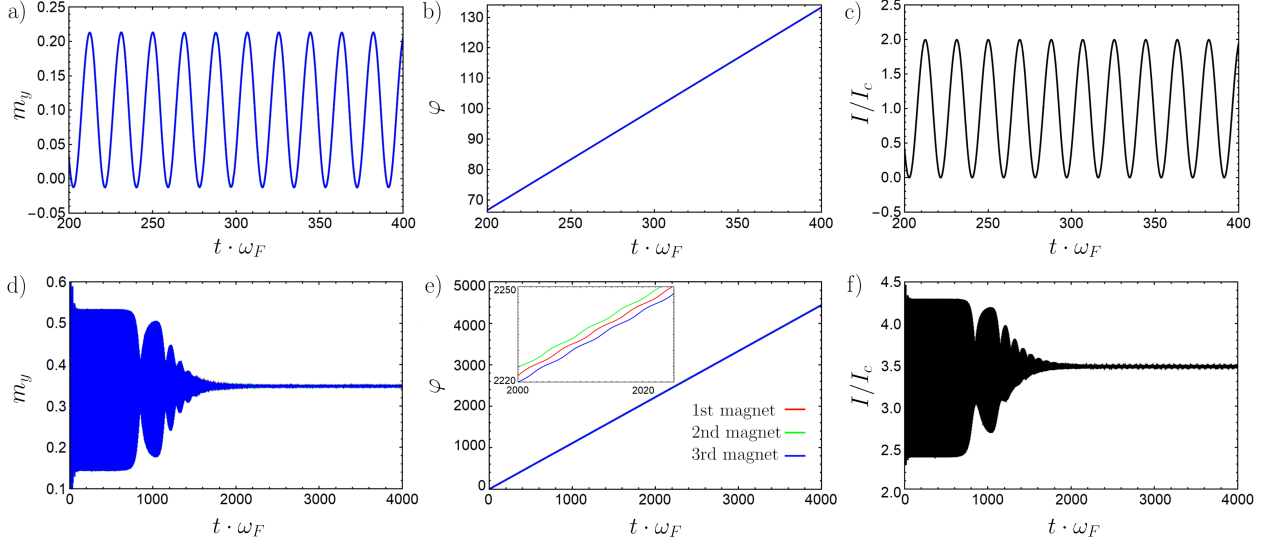 a)
0.25
0.20
0.15
0.10
0.05
0.00
−0.05
m_y
200 250 300 350 400
t · ω_F
b)
130
120
110
100
90
80
70
φ
200 250 300 350 400
t · ω_F
c)
2.5
2.0
1.5
1.0
0.5
0.0
−0.5
I/I_c
200 250 300 350 400
t · ω_F
d)
0.6
0.5
0.4
0.3
0.2
0.1
m_y
0 1000 2000 3000 4000
t · ω_F
e)
5000
4000
3000
2000
1000
0
φ
2250
2220
2000 2020
1st magnet
2nd magnet
3rd magnet
0 1000 2000 3000 4000
t · ω_F
f)
4.5
4.0
3.5
3.0
2.5
2.0
I/I_c
0 1000 2000 3000 4000
t · ω_F